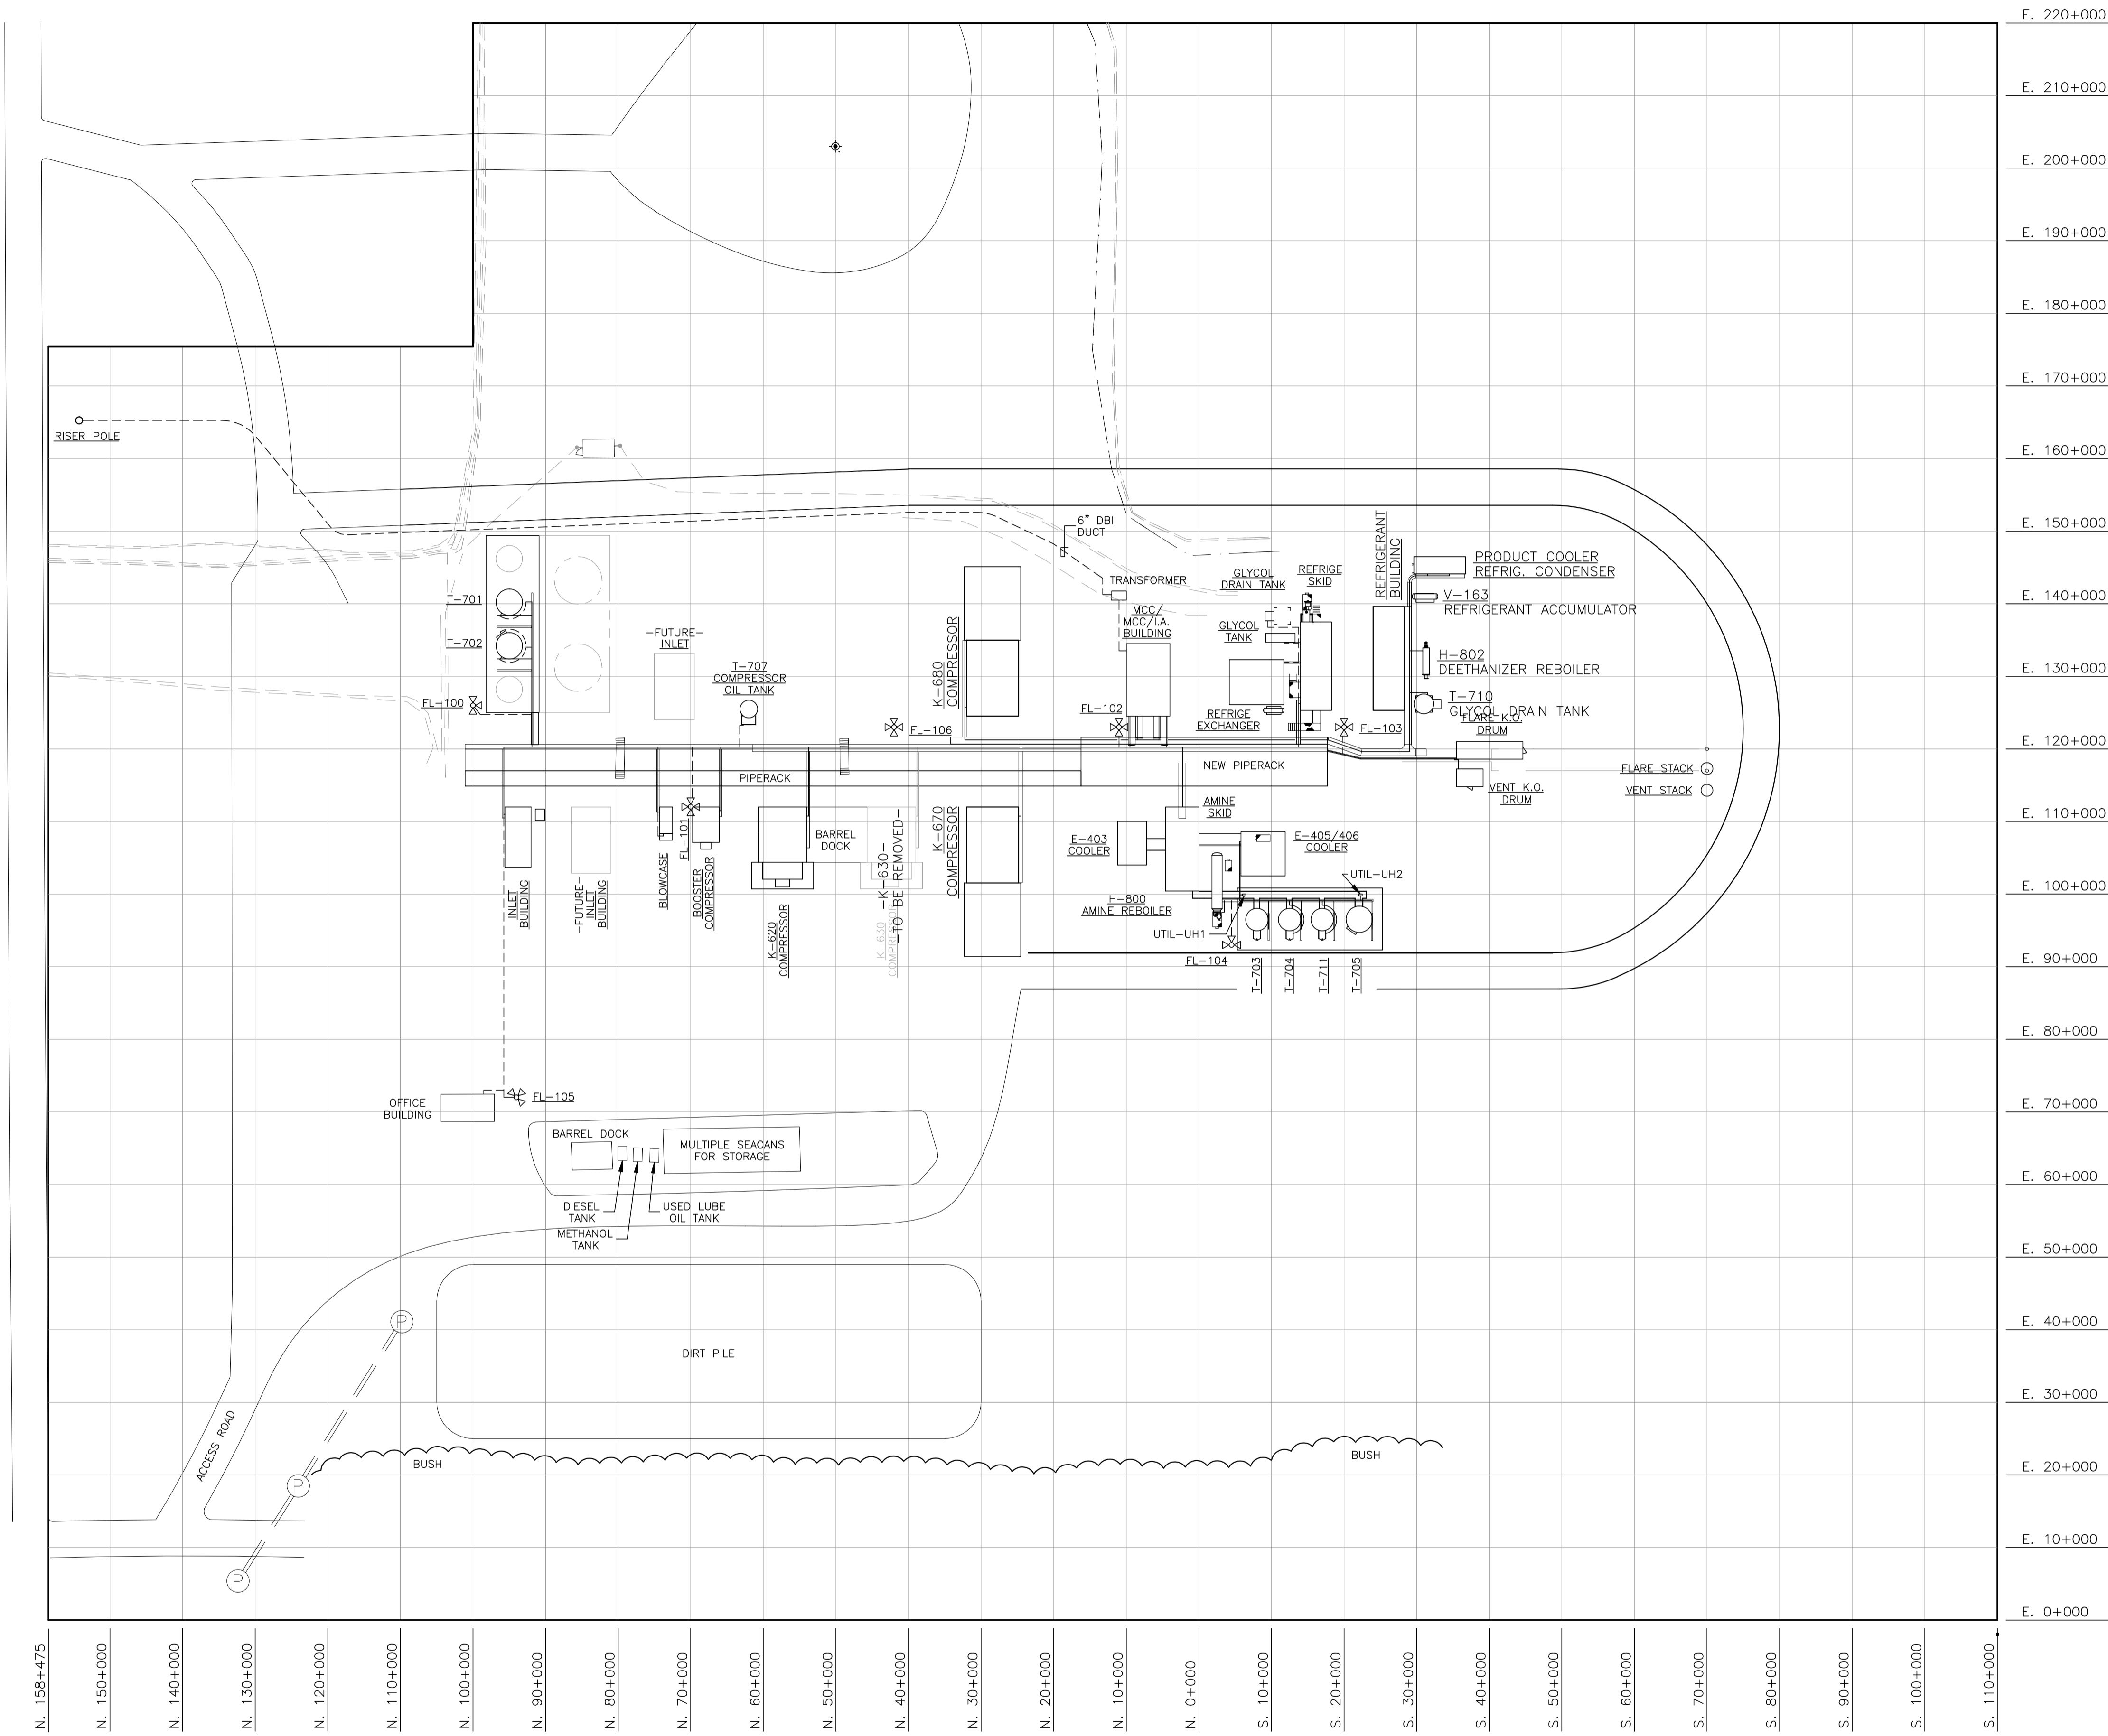 E. 220+000
E. 210+000
E. 200+000
E. 190+000
E. 180+000
E. 170+000
RISER POLE
E. 160+000
E. 150+000
6" DBII
DUCT
REFRIGERANT
BUILDING
PRODUCT COOLER
REFRIG. CONDENSER
TRANSFORMER
GLYCOL
DRAIN TANK
REFRIGE
SKID
T-701
E. 140+000
V-163
REFRIGERANT ACCUMULATOR
MCC/
MCC/I.A.
BUILDING
GLYCOL
TANK
T-702
-FUTURE-
INLET
T-707
COMPRESSOR
OIL TANK
K-680
COMPRESSOR
H-802
DEETHANIZER REBOILER
E. 130+000
T-710
GLYCOL DRAIN TANK
FL-100
FL-106
FL-102
REFRIGE
EXCHANGER
FL-103
FLARE K.O.
DRUM
E. 120+000
PIPERACK
NEW PIPERACK
FLARE STACK
VENT STACK
VENT K.O.
DRUM
E. 110+000
AMINE
SKID
E-403
COOLER
E-405/406
COOLER
FL-101
BARREL
DOCK
-K-630-
-TO BE REMOVED-
K-670
COMPRESSOR
INLET
BUILDING
-FUTURE-
INLET
BUILDING
BLOWCASE
BOOSTER
COMPRESSOR
K-620
COMPRESSOR
K-630
COMPRESSOR
H-800
AMINE REBOILER
UTIL-UH2
UTIL-UH1
E. 100+000
FL-104
T-703
T-704
T-711
T-705
E. 90+000
E. 80+000
OFFICE
BUILDING
FL-105
E. 70+000
BARREL DOCK
MULTIPLE SEACANS
FOR STORAGE
E. 60+000
DIESEL
TANK
USED LUBE
OIL TANK
METHANOL
TANK
E. 50+000
P
E. 40+000
DIRT PILE
E. 30+000
ACCESS ROAD
BUSH
BUSH
P
E. 20+000
E. 10+000
P
E. 0+000
N. 158+475
N. 150+000
N. 140+000
N. 130+000
N. 120+000
N. 110+000
N. 100+000
N. 90+000
N. 80+000
N. 70+000
N. 60+000
N. 50+000
N. 40+000
N. 30+000
N. 20+000
N. 10+000
N. 0+000
S. 10+000
S. 20+000
S. 30+000
S. 40+000
S. 50+000
S. 60+000
S. 70+000
S. 80+000
S. 90+000
S. 100+000
S. 110+000